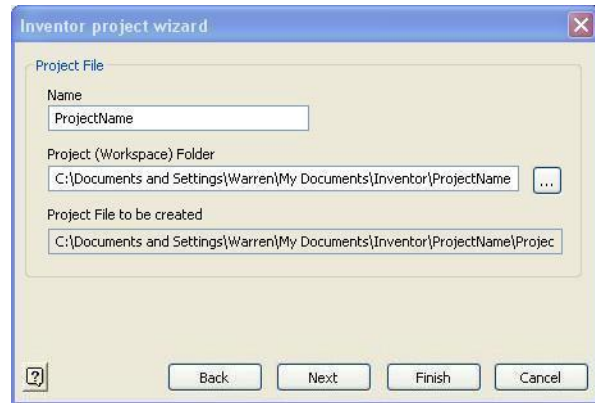 Inventor project wizard
Project File
Name
ProjectName
Project (Workspace) Folder
C:\Documents and Settings\Warren\My Documents\Inventor\ProjectName
...
Project File to be created
C:\Documents and Settings\Warren\My Documents\Inventor\ProjectName\Projec
? Back Next Finish Cancel